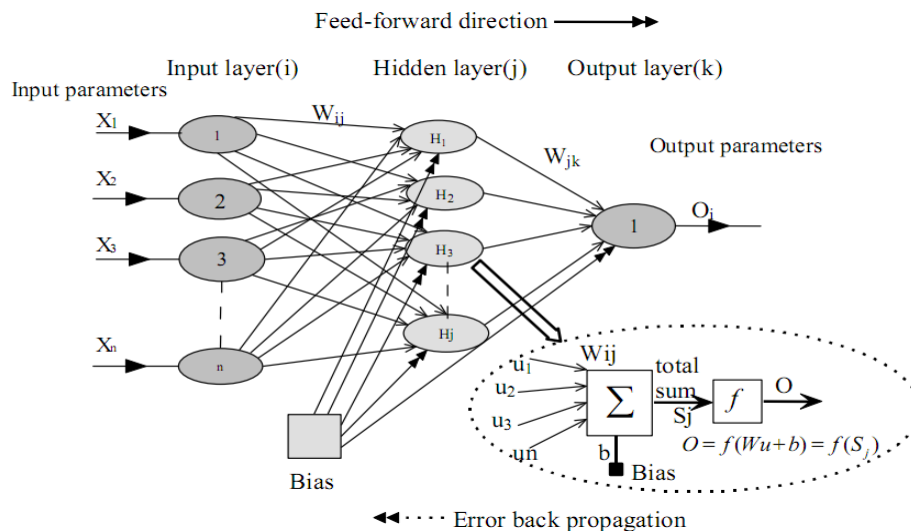 Feed-forward direction
Input layer(i) Hidden layer(j) Output layer(k)
Input parameters
X1 1 Wij H1
Wjk Output parameters
X2 2 H2
1 Oj
X3 3 H3
Xn n Hj
Bias
Wij
u1
u2
u3
un
Σ
total
sum
Sj
f
O
O = f(Wu+b) = f(Sj)
b
Bias
Error back propagation